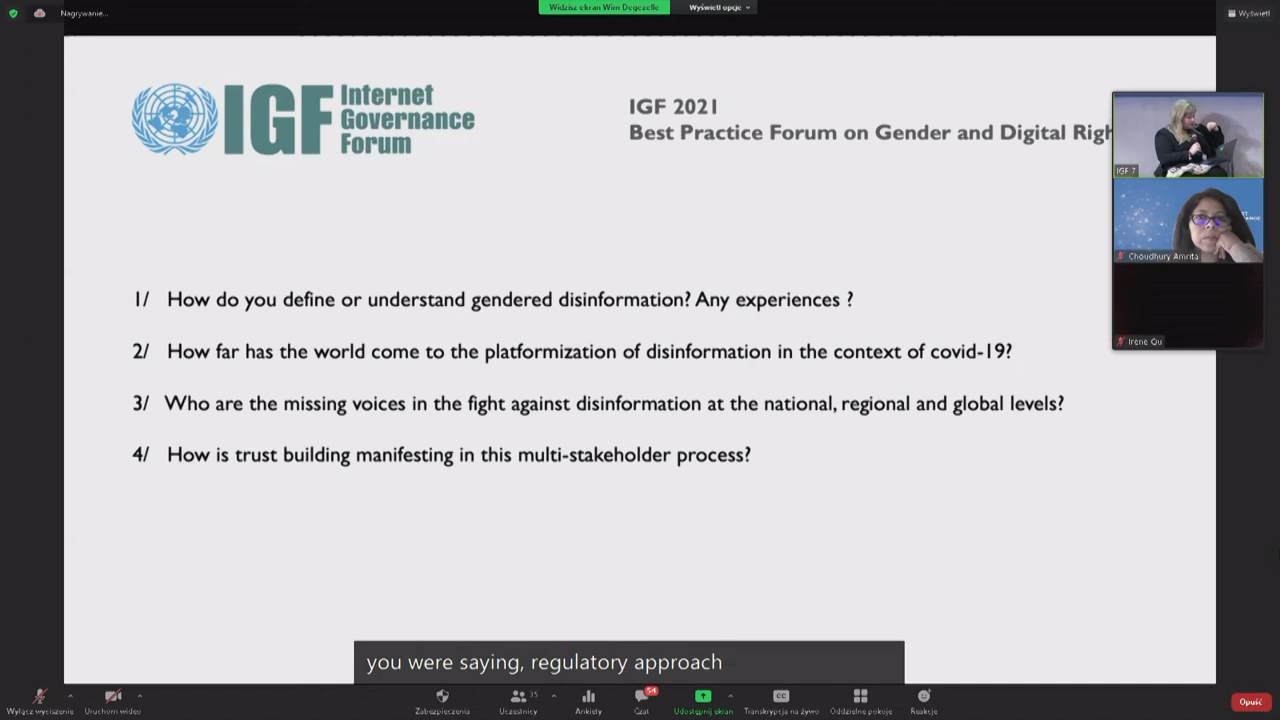 Nagrywanie...
Widzisz ekran Wim Degezelle
Wyświetl opcje
Wyświetl
IGF
Internet
Governance
Forum
IGF 2021
Best Practice Forum on Gender and Digital Righ
IGF 7
Choudhury Amrita
Irene Qu
1/ How do you define or understand gendered disinformation? Any experiences ?
2/ How far has the world come to the platformization of disinformation in the context of covid-19?
3/ Who are the missing voices in the fight against disinformation at the national, regional and global levels?
4/ How is trust building manifesting in this multi-stakeholder process?
you were saying, regulatory approach
Wyłącz wyciszenie
Uruchom wideo
Zabezpieczenia
Uczestnicy
35
Ankiety
Czat
54
Udostępnij ekran
CC
Transkrypcja na żywo
Oddzielne pokoje
Reakcje
Opuść